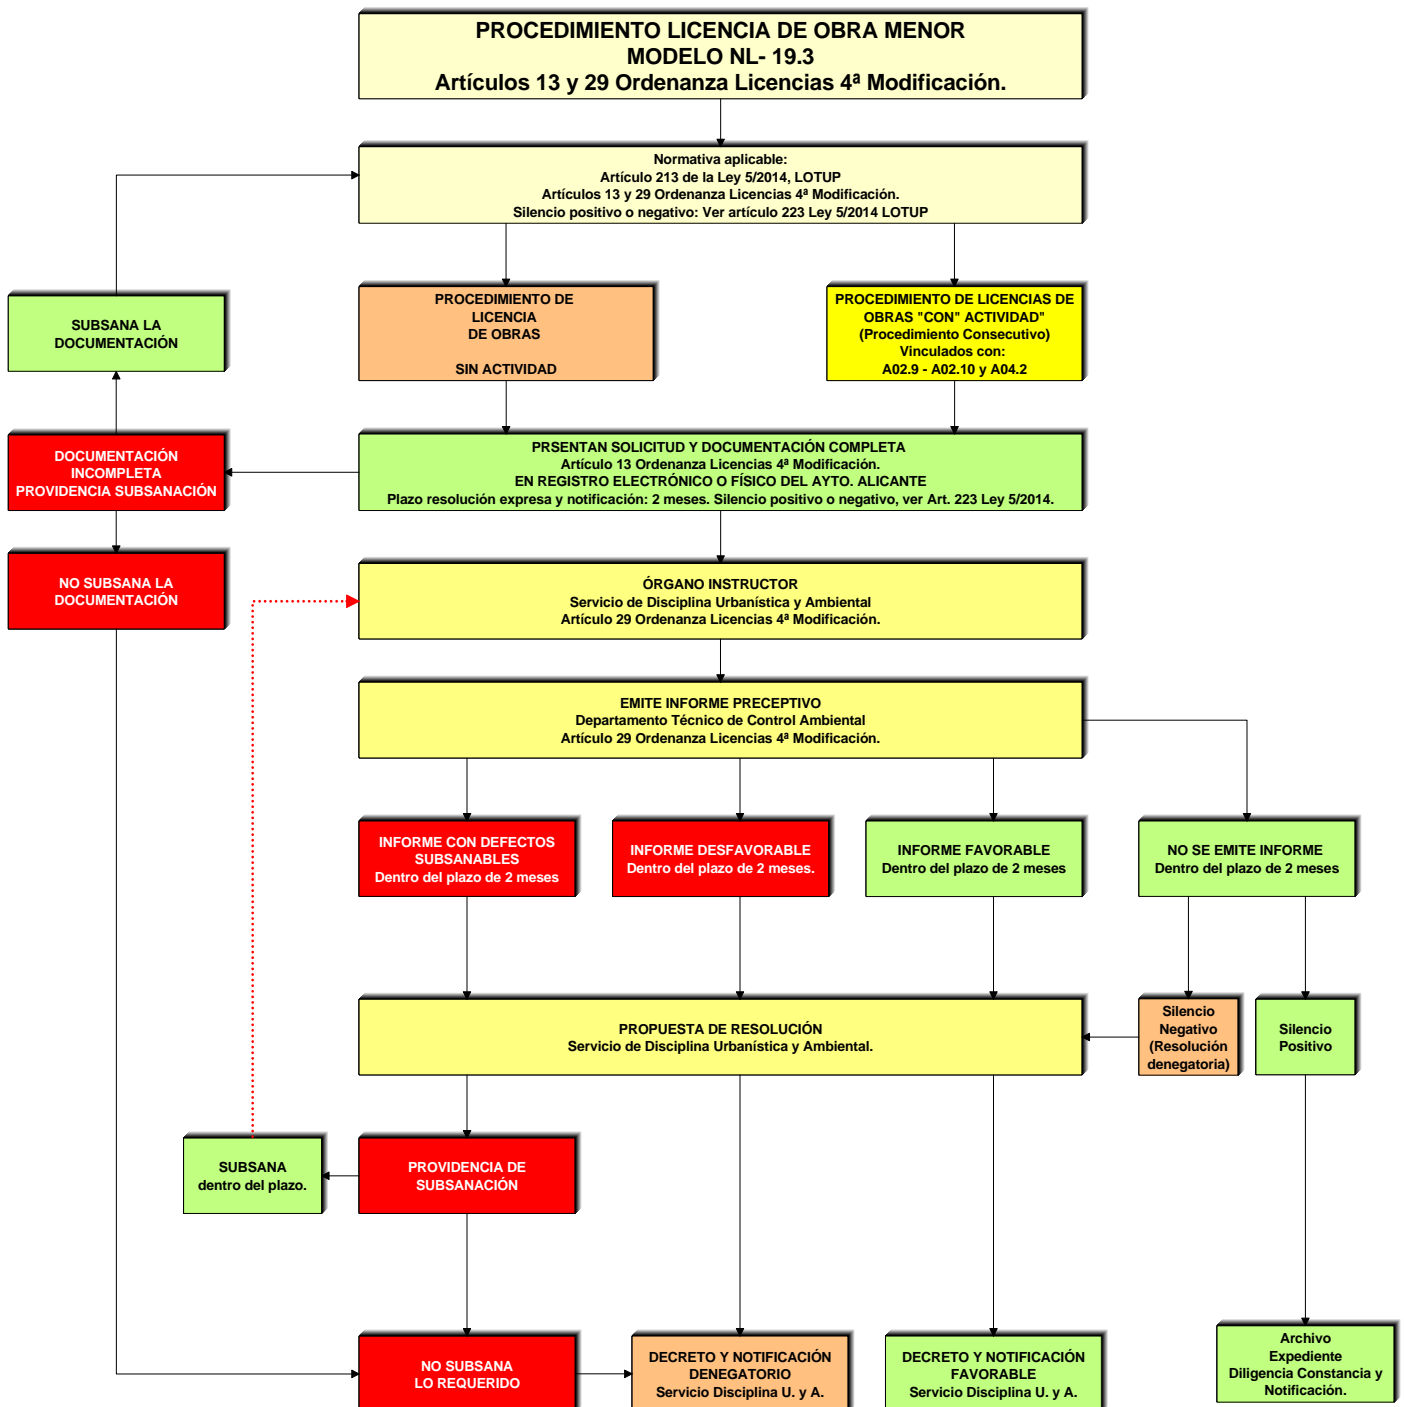 PROCEDIMIENTO LICENCIA DE OBRA MENOR
MODELO NL- 19.3
Artículos 13 y 29 Ordenanza Licencias 4ª Modificación.
Normativa aplicable:
Artículo 213 de la Ley 5/2014, LOTUP
Artículos 13 y 29 Ordenanza Licencias 4ª Modificación.
Silencio positivo o negativo: Ver artículo 223 Ley 5/2014 LOTUP
SUBSANA LA
DOCUMENTACIÓN
PROCEDIMIENTO DE
LICENCIA
DE OBRAS
SIN ACTIVIDAD
PROCEDIMIENTO DE LICENCIAS DE
OBRAS "CON" ACTIVIDAD"
(Procedimiento Consecutivo)
Vinculados con:
A02.9 - A02.10 y A04.2
DOCUMENTACIÓN
INCOMPLETA
PROVIDENCIA SUBSANACIÓN
PRSENTAN SOLICITUD Y DOCUMENTACIÓN COMPLETA
Artículo 13 Ordenanza Licencias 4ª Modificación.
EN REGISTRO ELECTRÓNICO O FÍSICO DEL AYTO. ALICANTE
Plazo resolución expresa y notificación: 2 meses. Silencio positivo o negativo, ver Art. 223 Ley 5/2014.
NO SUBSANA LA
DOCUMENTACIÓN
ÓRGANO INSTRUCTOR
Servicio de Disciplina Urbanística y Ambiental
Artículo 29 Ordenanza Licencias 4ª Modificación.
EMITE INFORME PRECEPTIVO
Departamento Técnico de Control Ambiental
Artículo 29 Ordenanza Licencias 4ª Modificación.
INFORME CON DEFECTOS
SUBSANABLES
Dentro del plazo de 2 meses
INFORME DESFAVORABLE
Dentro del plazo de 2 meses.
INFORME FAVORABLE
Dentro del plazo de 2 meses
NO SE EMITE INFORME
Dentro del plazo de 2 meses
PROPUESTA DE RESOLUCIÓN
Servicio de Disciplina Urbanística y Ambiental.
Silencio
Negativo
(Resolución
denegatoria)
Silencio
Positivo
SUBSANA
dentro del plazo.
PROVIDENCIA DE
SUBSANACIÓN
NO SUBSANA
LO REQUERIDO
DECRETO Y NOTIFICACIÓN
DENEGATORIO
Servicio Disciplina U. y A.
DECRETO Y NOTIFICACIÓN
FAVORABLE
Servicio Disciplina U. y A.
Archivo
Expediente
Diligencia Constancia y
Notificación.